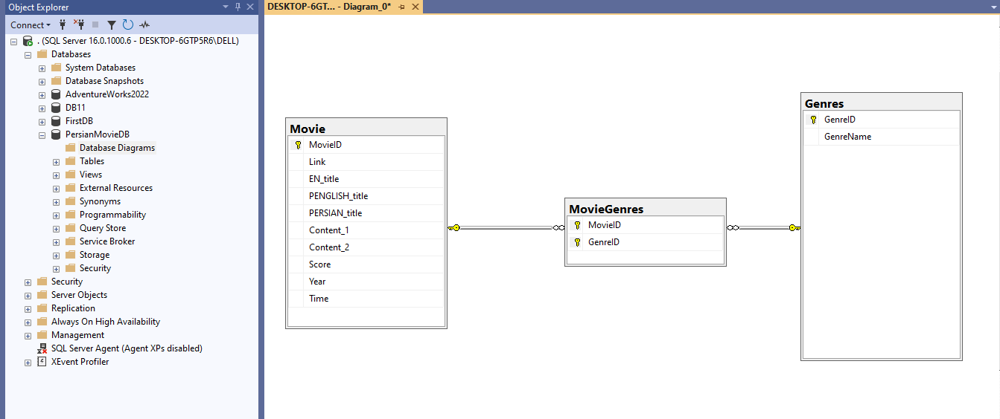 Object Explorer
Connect
. (SQL Server 16.0.1000.6 - DESKTOP-6GTP5R6\DELL)
Databases
System Databases
Database Snapshots
AdventureWorks2022
DB11
FirstDB
PersianMovieDB
Database Diagrams
Tables
Views
External Resources
Synonyms
Programmability
Query Store
Service Broker
Storage
Security
Security
Server Objects
Replication
Always On High Availability
Management
SQL Server Agent (Agent XPs disabled)
XEvent Profiler
DESKTOP-6GT... - Diagram_0*
Movie
MovieID
Link
EN_title
PENGLISH_title
PERSIAN_title
Content_1
Content_2
Score
Year
Time
MovieGenres
MovieID
GenreID
Genres
GenreID
GenreName